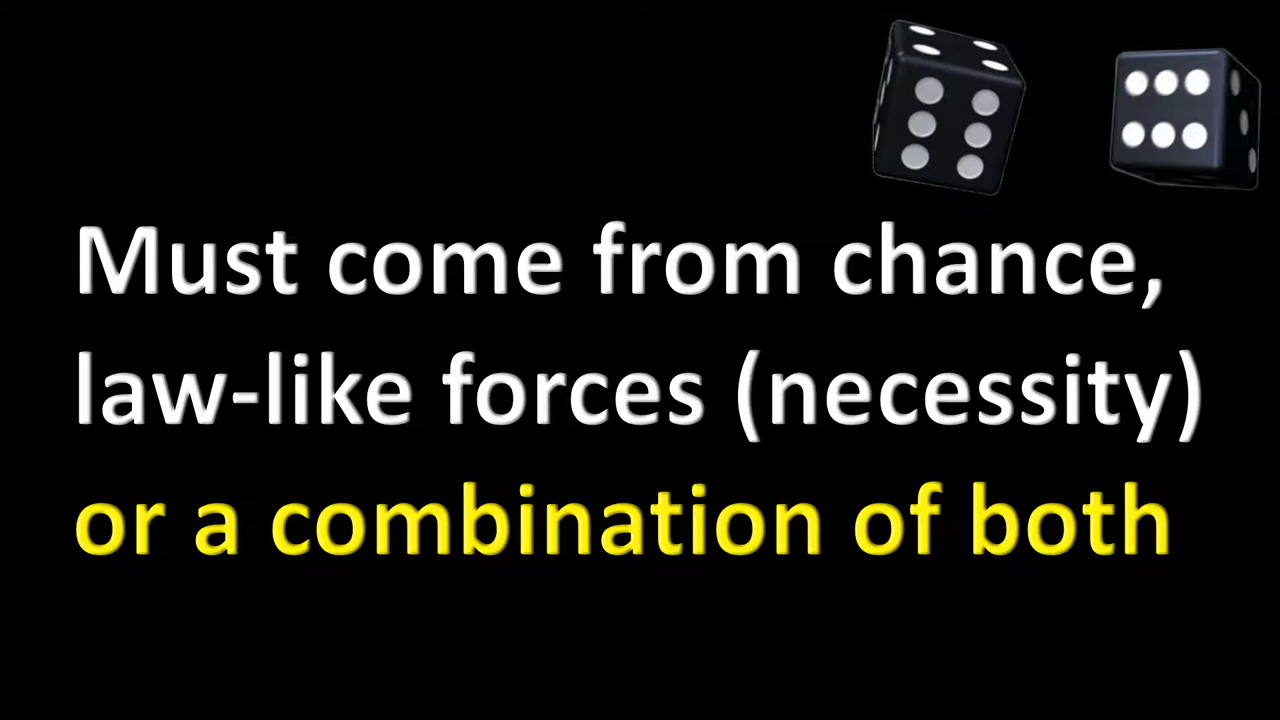 Must come from chance,
law-like forces (necessity)
or a combination of both